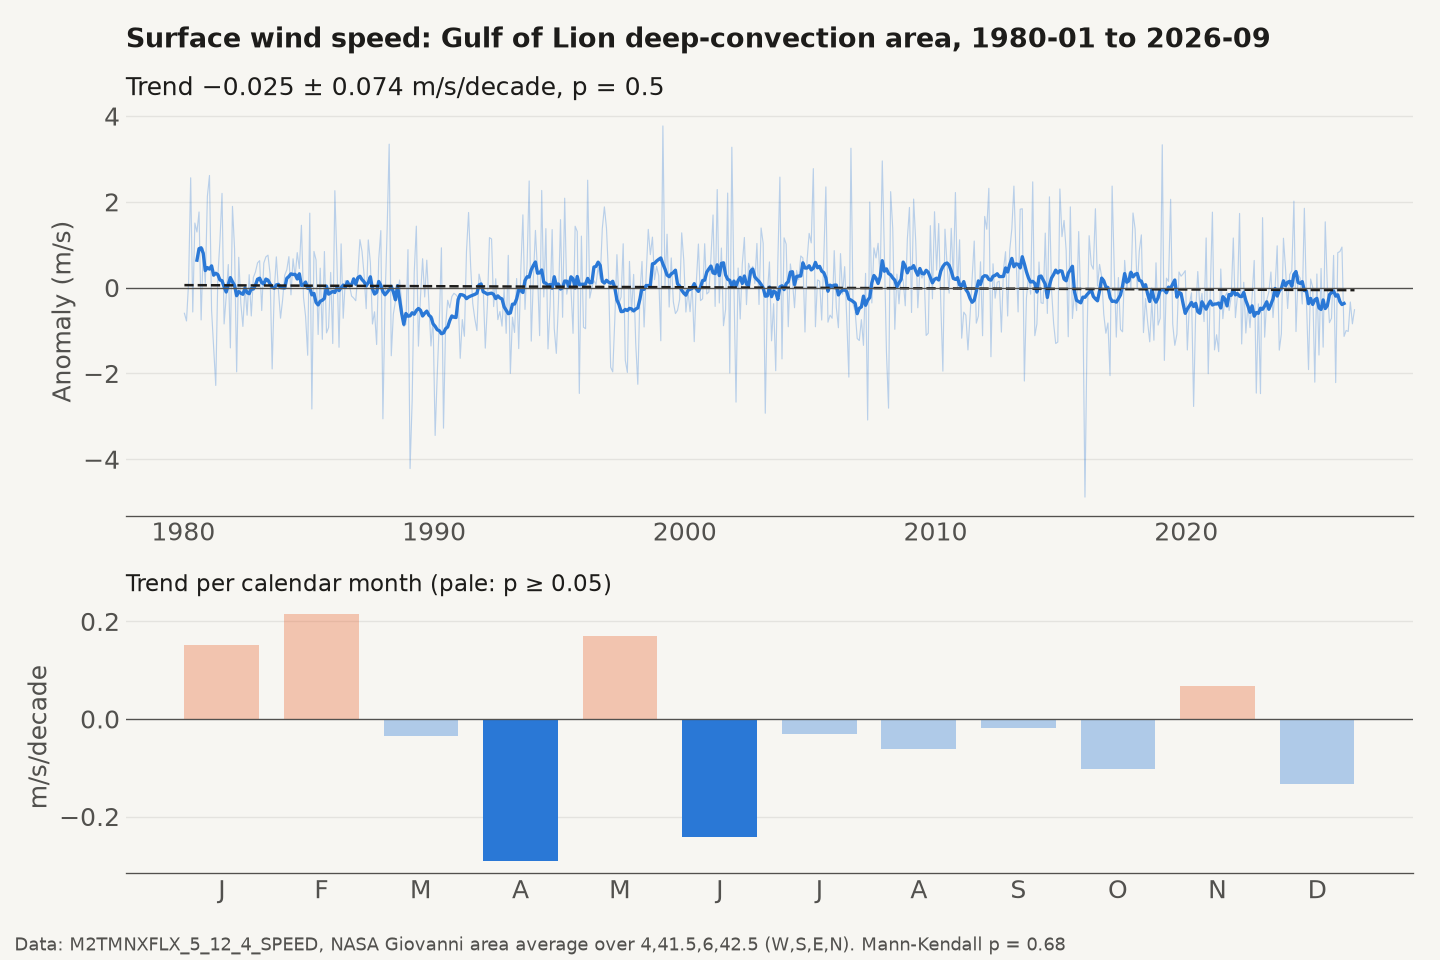 Surface wind speed: Gulf of Lion deep-convection area, 1980-01 to 2026-09
Trend −0.025 ± 0.074 m/s/decade, p = 0.5
Anomaly (m/s)
4
2
0
−2
−4
1980 1990 2000 2010 2020
Trend per calendar month (pale: p ≥ 0.05)
m/s/decade
0.2
0.0
−0.2
J F M A M J J A S O N D
Data: M2TMNXFLX_5_12_4_SPEED, NASA Giovanni area average over 4,41.5,6,42.5 (W,S,E,N). Mann-Kendall p = 0.68